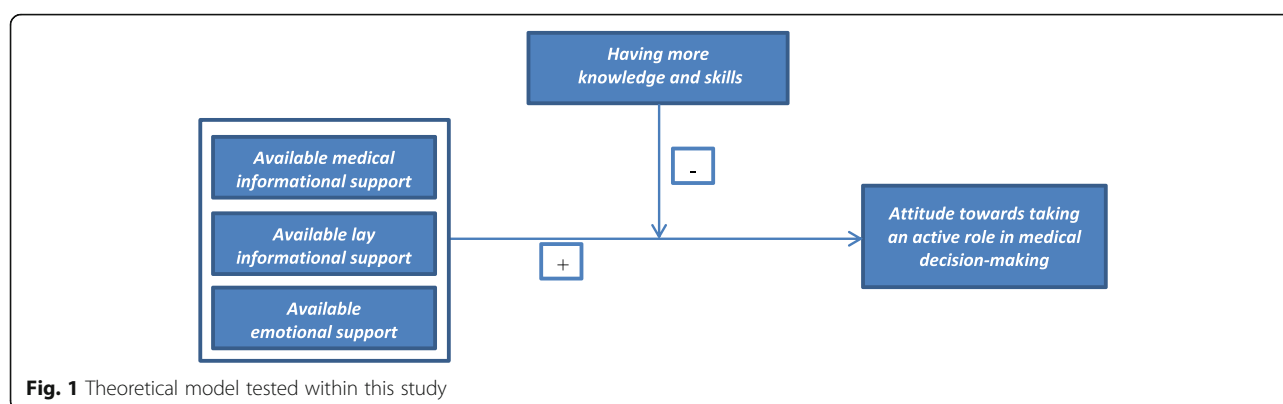 Having more
knowledge and skills
Available medical
informational support
-
Available lay
informational support
Attitude towards taking
an active role in medical
decision-making
+
Available
emotional support
Fig. 1 Theoretical model tested within this study